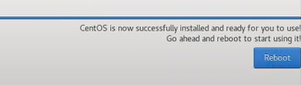 CentOS is now successfully installed and ready for you to use!
Go ahead and reboot to start using it!
Reboot